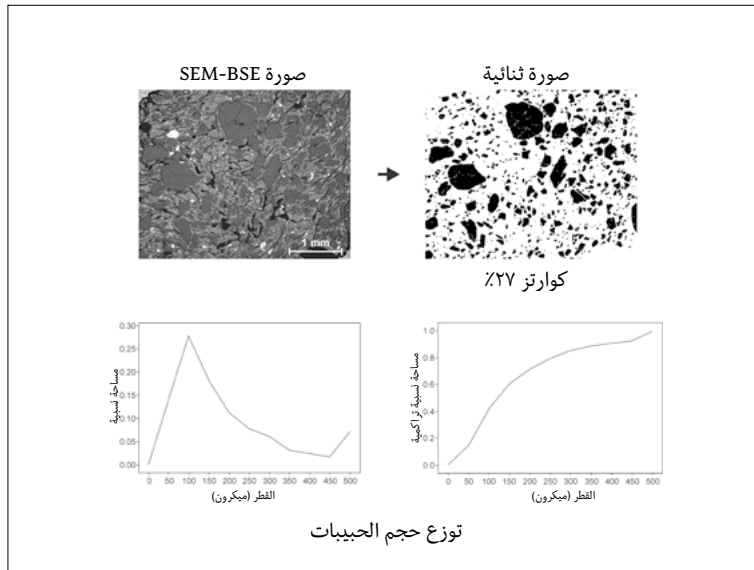 صورة SEM-BSE
صورة ثنائية
1 mm
كوارتز ٢٧٪
مساحة نسبية
0.30
0.25
0.20
0.15
0.10
0.05
0.00
0 50 100 150 200 250 300 350 400 450 500
القطر (ميكرون)
مساحة نسبية تراكمية
1.0
0.8
0.6
0.4
0.2
0.0
0 50 100 150 200 250 300 350 400 450 500
القطر (ميكرون)
توزع حجم الحبيبات